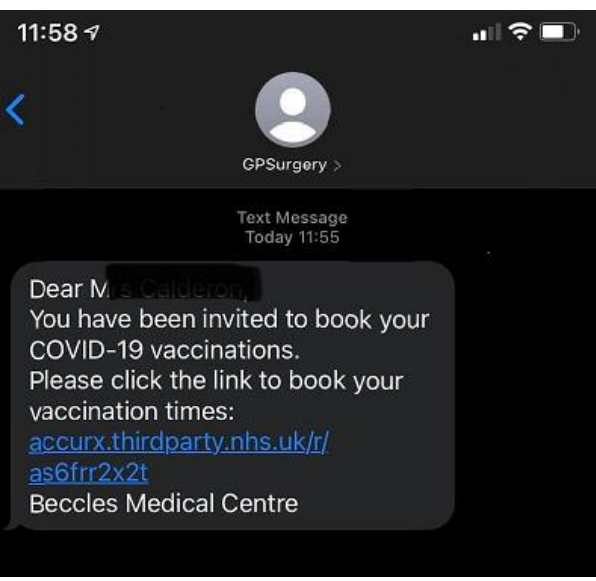 11:58
GPSurgery >
Text Message
Today 11:55
Dear M
You have been invited to book your
COVID-19 vaccinations.
Please click the link to book your
vaccination times:
accurx.thirdparty.nhs.uk/r/
as6frr2x2t
Beccles Medical Centre